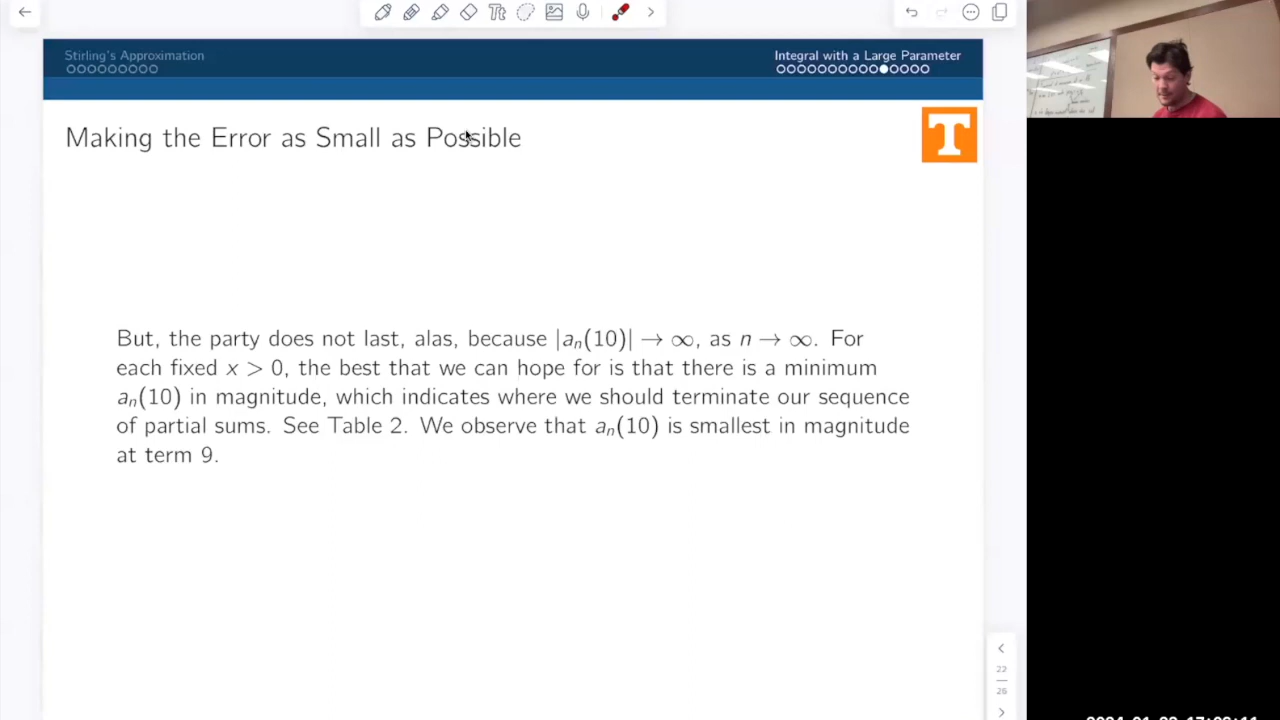 Stirling's Approximation
Integral with a Large Parameter
Making the Error as Small as Possible
T
But, the party does not last, alas, because |aₙ(10)| → ∞, as n → ∞. For
each fixed x > 0, the best that we can hope for is that there is a minimum
aₙ(10) in magnitude, which indicates where we should terminate our sequence
of partial sums. See Table 2. We observe that aₙ(10) is smallest in magnitude
at term 9.
22
26